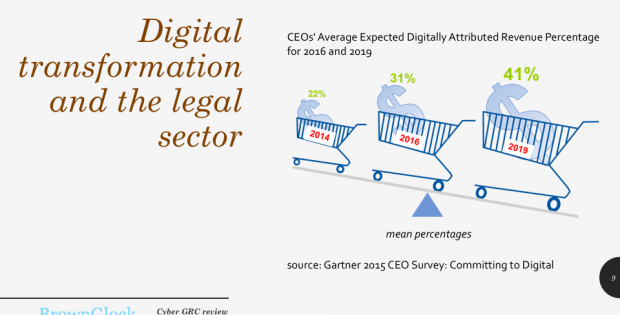 Digital
transformation
and the legal
sector
CEOs' Average Expected Digitally Attributed Revenue Percentage
for 2016 and 2019
22%
31%
41%
2014
2016
2019
mean percentages
source: Gartner 2015 CEO Survey: Committing to Digital
9
BrownGlock
Cyber GRC review